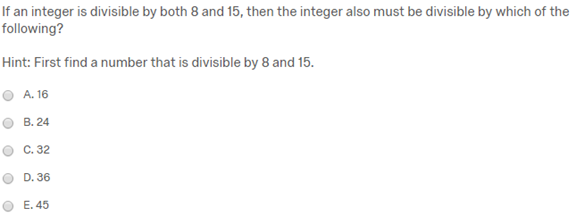 If an integer is divisible by both 8 and 15, then the integer also must be divisible by which of the
following?
Hint: First find a number that is divisible by 8 and 15.
A. 16
B. 24
C. 32
D. 36
E. 45